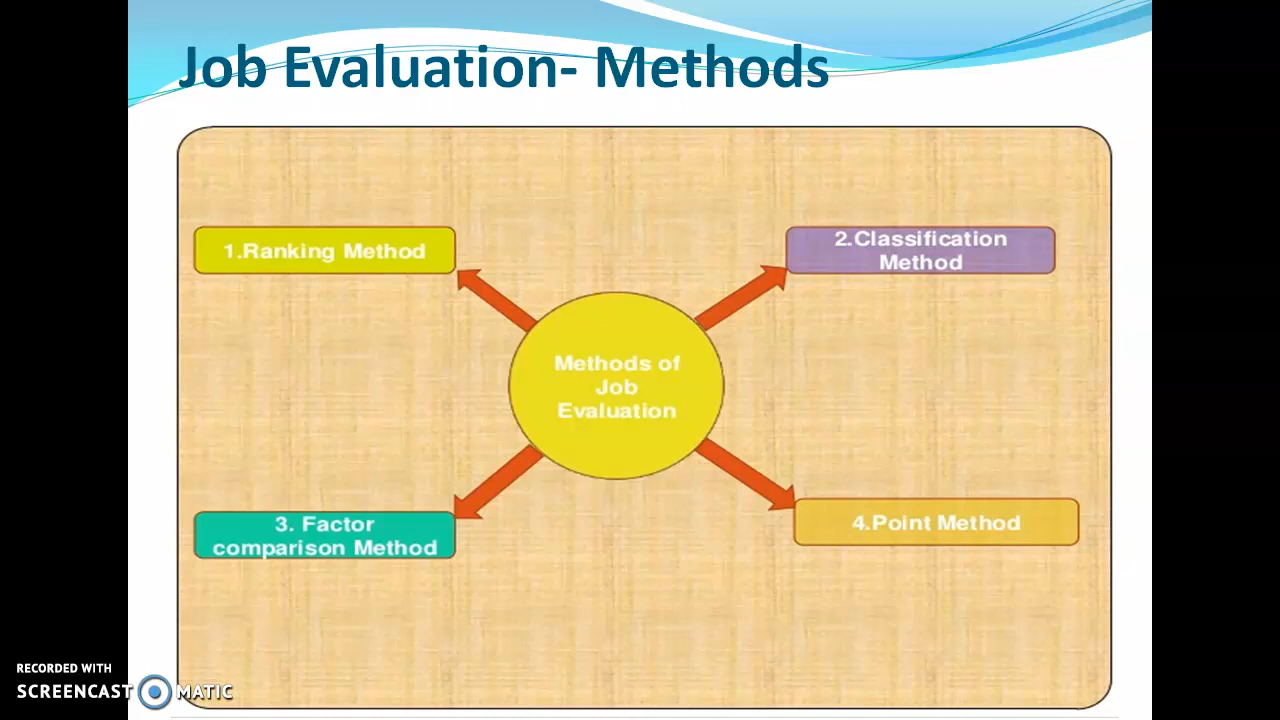 Job Evaluation- Methods
1.Ranking Method
2.Classification
Method
Methods of
Job
Evaluation
3. Factor
comparison Method
4.Point Method
RECORDED WITH
SCREENCAST MATIC